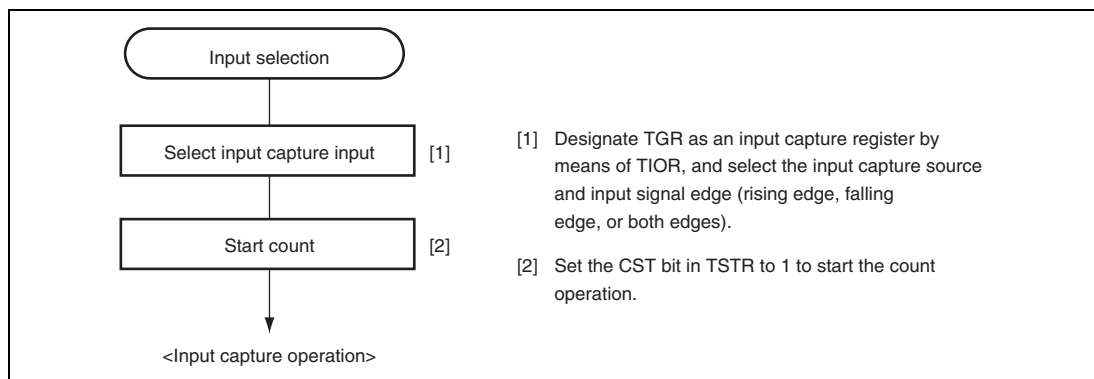 Input selection
Select input capture input
[1]
Start count
[2]
<Input capture operation>
[1] Designate TGR as an input capture register by
means of TIOR, and select the input capture source
and input signal edge (rising edge, falling
edge, or both edges).
[2] Set the CST bit in TSTR to 1 to start the count
operation.